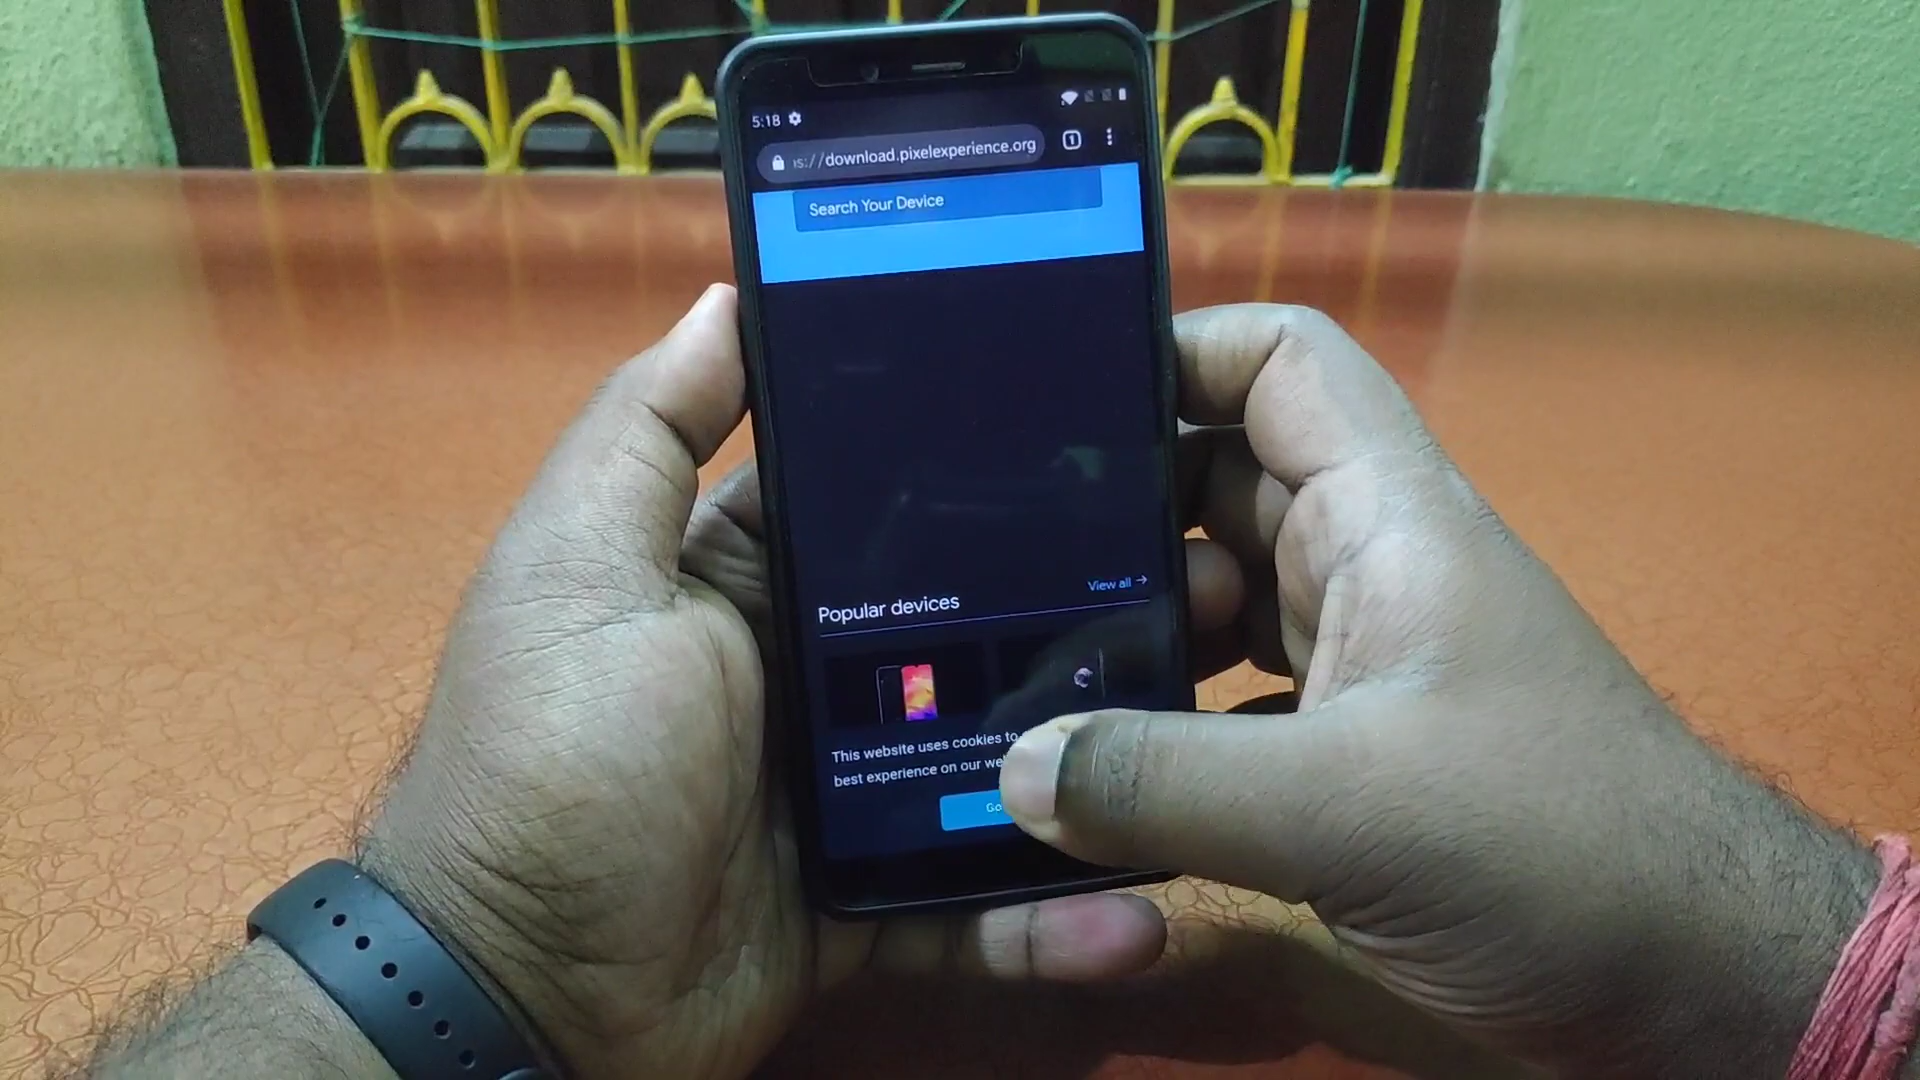 5:18
s://download.pixelexperience.org
1
Search Your Device
View all →
Popular devices
This website uses cookies to
best experience on our